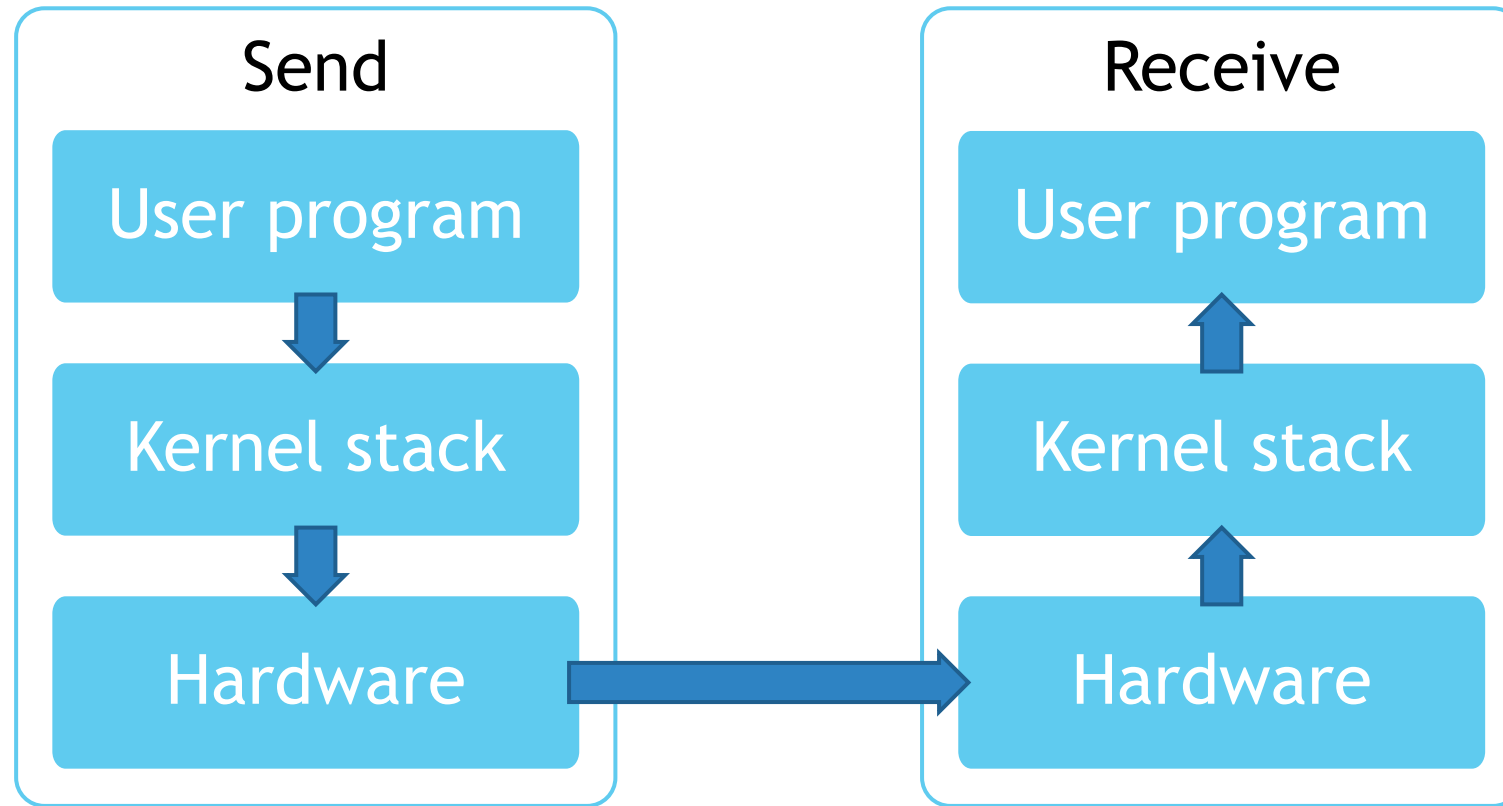 Send
User program
Kernel stack
Hardware
Receive
User program
Kernel stack
Hardware